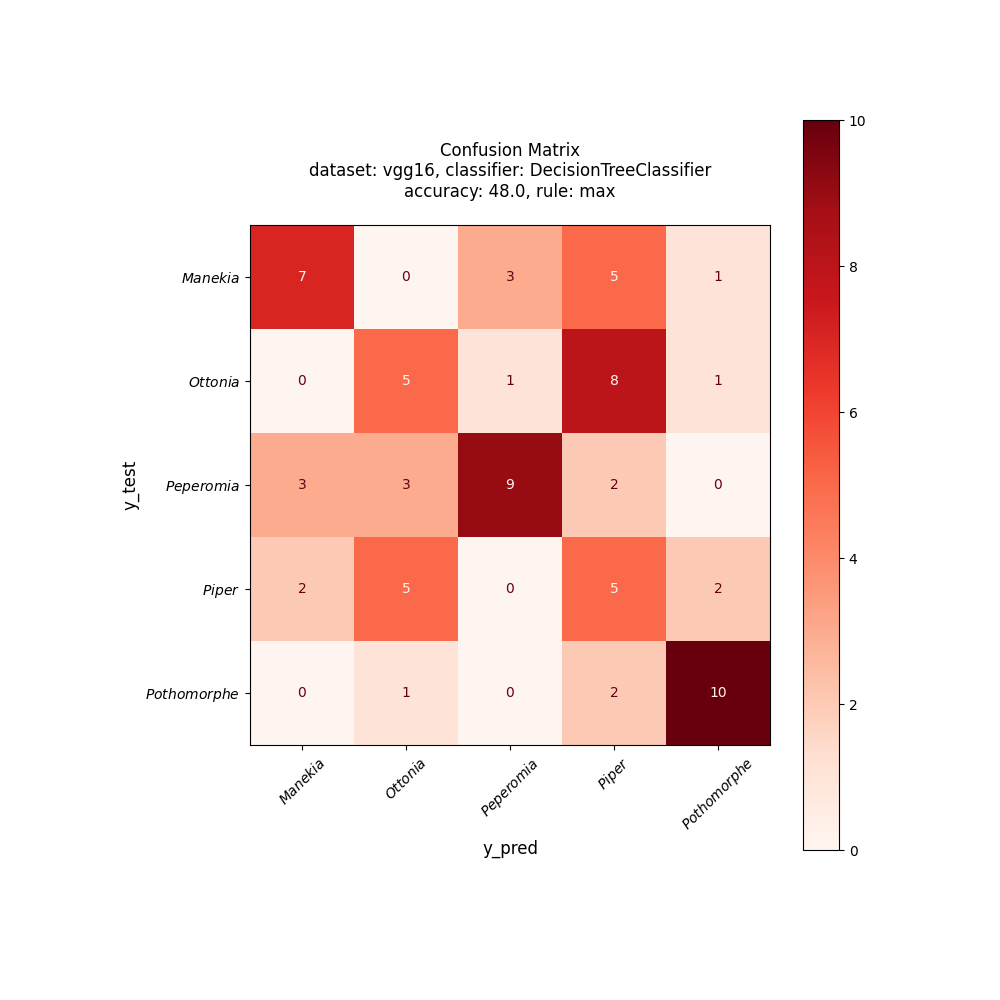 Confusion Matrix
dataset: vgg16, classifier: DecisionTreeClassifier
accuracy: 48.0, rule: max
Manekia 7 0 3 5 1
Ottonia 0 5 1 8 1
Peperomia 3 3 9 2 0
Piper 2 5 0 5 2
Pothomorphe 0 1 0 2 10
Manekia Ottonia Peperomia Piper Pothomorphe
y_pred
y_test
10
8
6
4
2
0